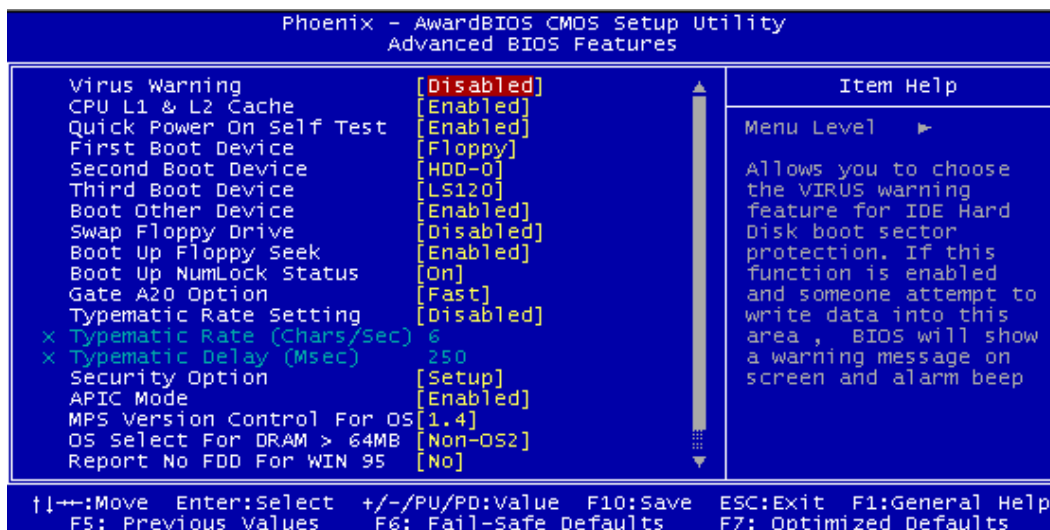 Phoenix - AwardBIOS CMOS Setup Utility
Advanced BIOS Features
Virus Warning [Disabled]
CPU L1 & L2 Cache [Enabled]
Quick Power On Self Test [Enabled]
First Boot Device [Floppy]
Second Boot Device [HDD-0]
Third Boot Device [LS120]
Boot Other Device [Enabled]
Swap Floppy Drive [Disabled]
Boot Up Floppy Seek [Enabled]
Boot Up NumLock Status [On]
Gate A20 Option [Fast]
Typematic Rate Setting [Disabled]
x Typematic Rate (Chars/Sec) 6
x Typematic Delay (Msec) 250
Security Option [Setup]
APIC Mode [Enabled]
MPS Version Control For OS[1.4]
OS Select For DRAM > 64MB [Non-OS2]
Report No FDD For WIN 95 [No]
Item Help
Menu Level ►
Allows you to choose
the VIRUS warning
feature for IDE Hard
Disk boot sector
protection. If this
function is enabled
and someone attempt to
write data into this
area , BIOS will show
a warning message on
screen and alarm beep
↑↓→←:Move Enter:Select +/-/PU/PD:Value F10:Save ESC:Exit F1:General Help
F5: Previous Values F6: Fail-Safe Defaults F7: Optimized Defaults